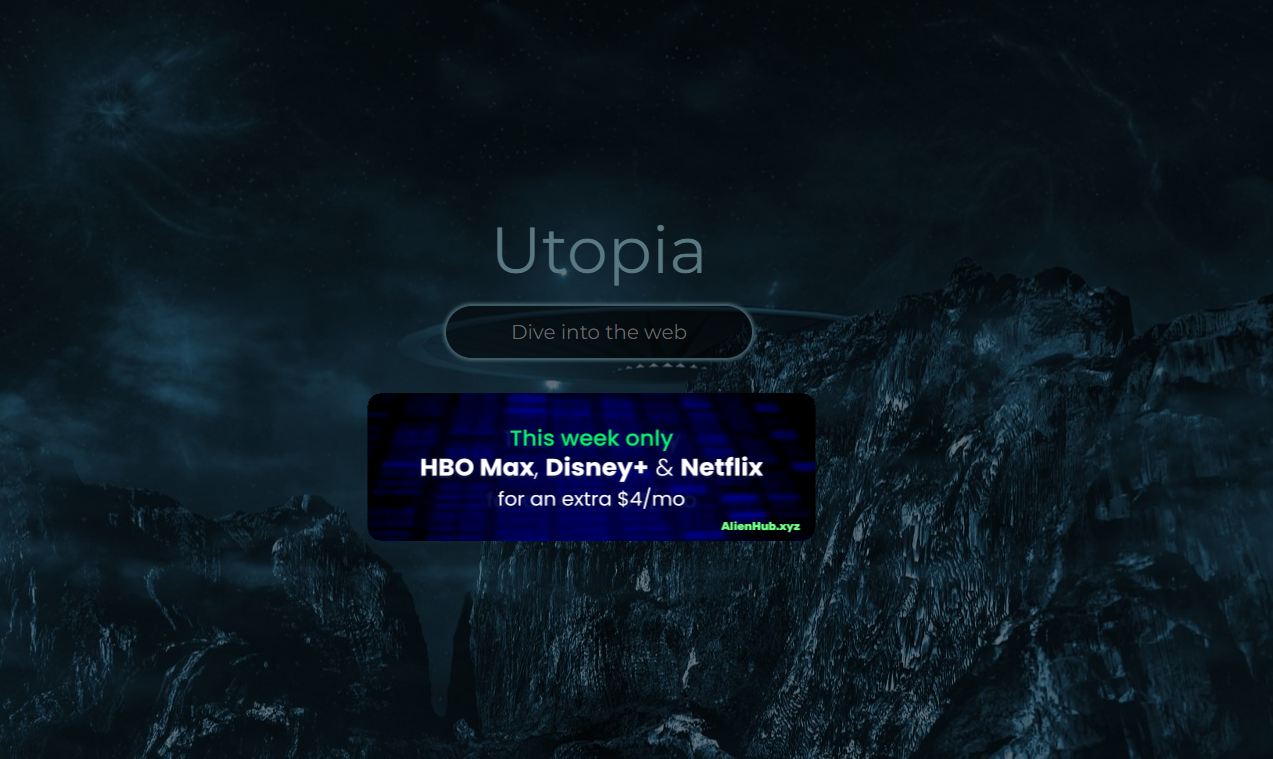 Utopia
Dive into the web
This week only
HBO Max, Disney+ & Netflix
for an extra $4/mo
AlienHub.xyz